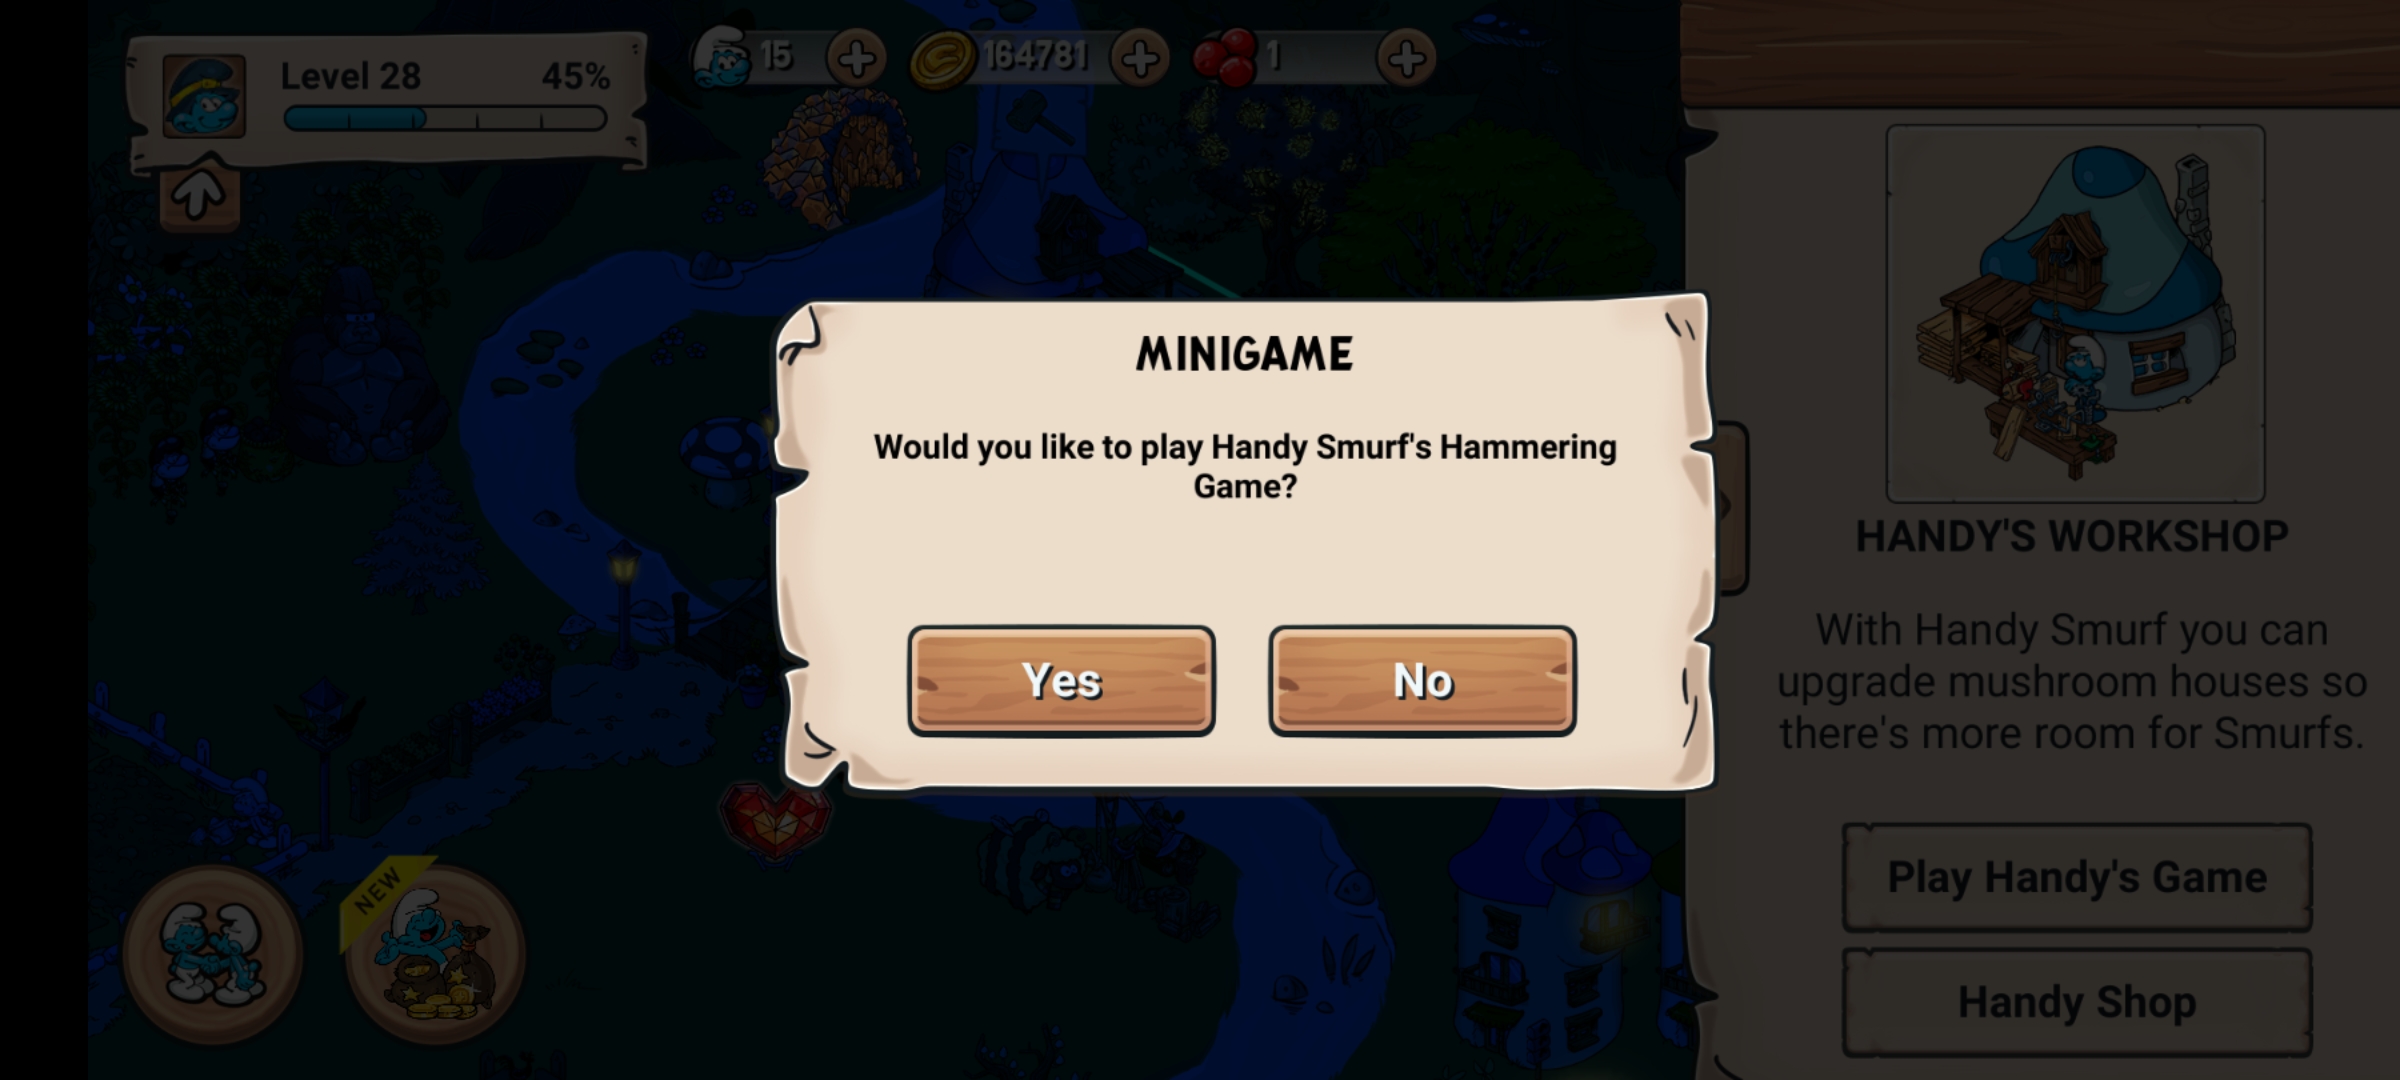 Level 28
45%
15
164781
1
MINIGAME
Would you like to play Handy Smurf's Hammering
Game?
Yes
No
HANDY'S WORKSHOP
With Handy Smurf you can
upgrade mushroom houses so
there's more room for Smurfs.
Play Handy's Game
Handy Shop
NEW